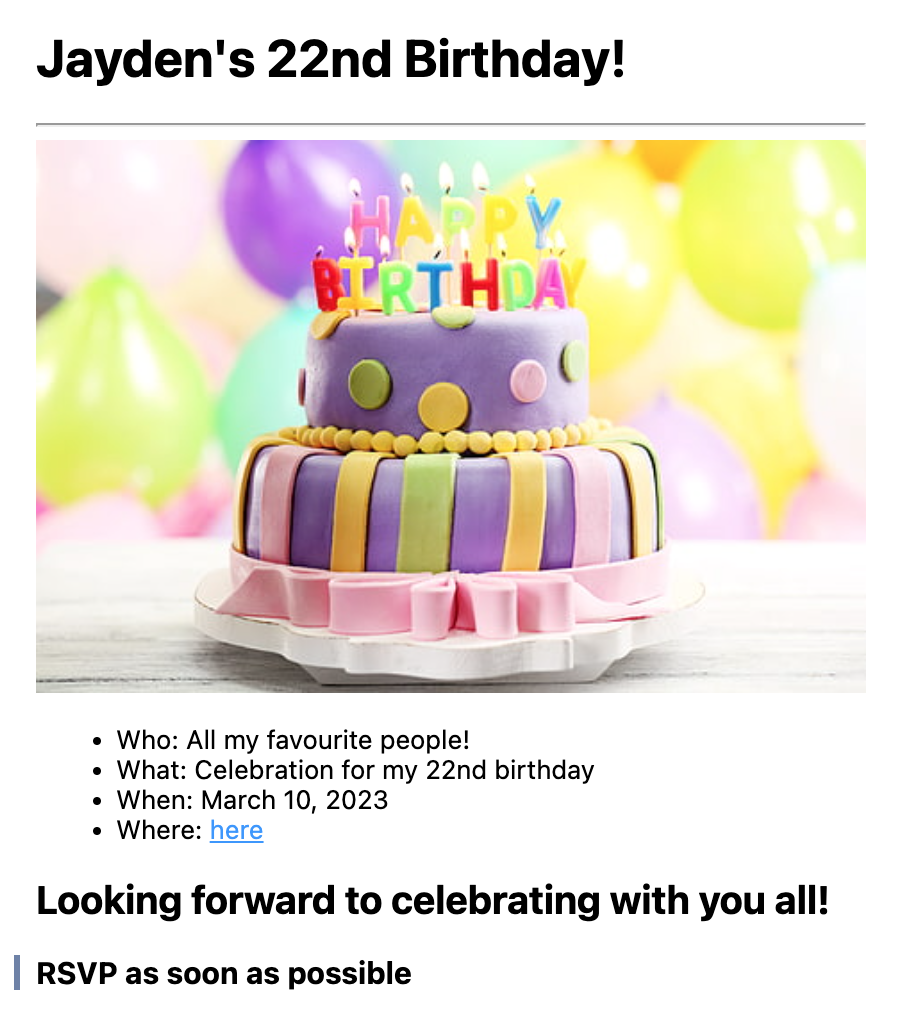 Jayden's 22nd Birthday!
HAPPY
BIRTHDAY
Who: All my favourite people!
What: Celebration for my 22nd birthday
When: March 10, 2023
Where: here
Looking forward to celebrating with you all!
RSVP as soon as possible